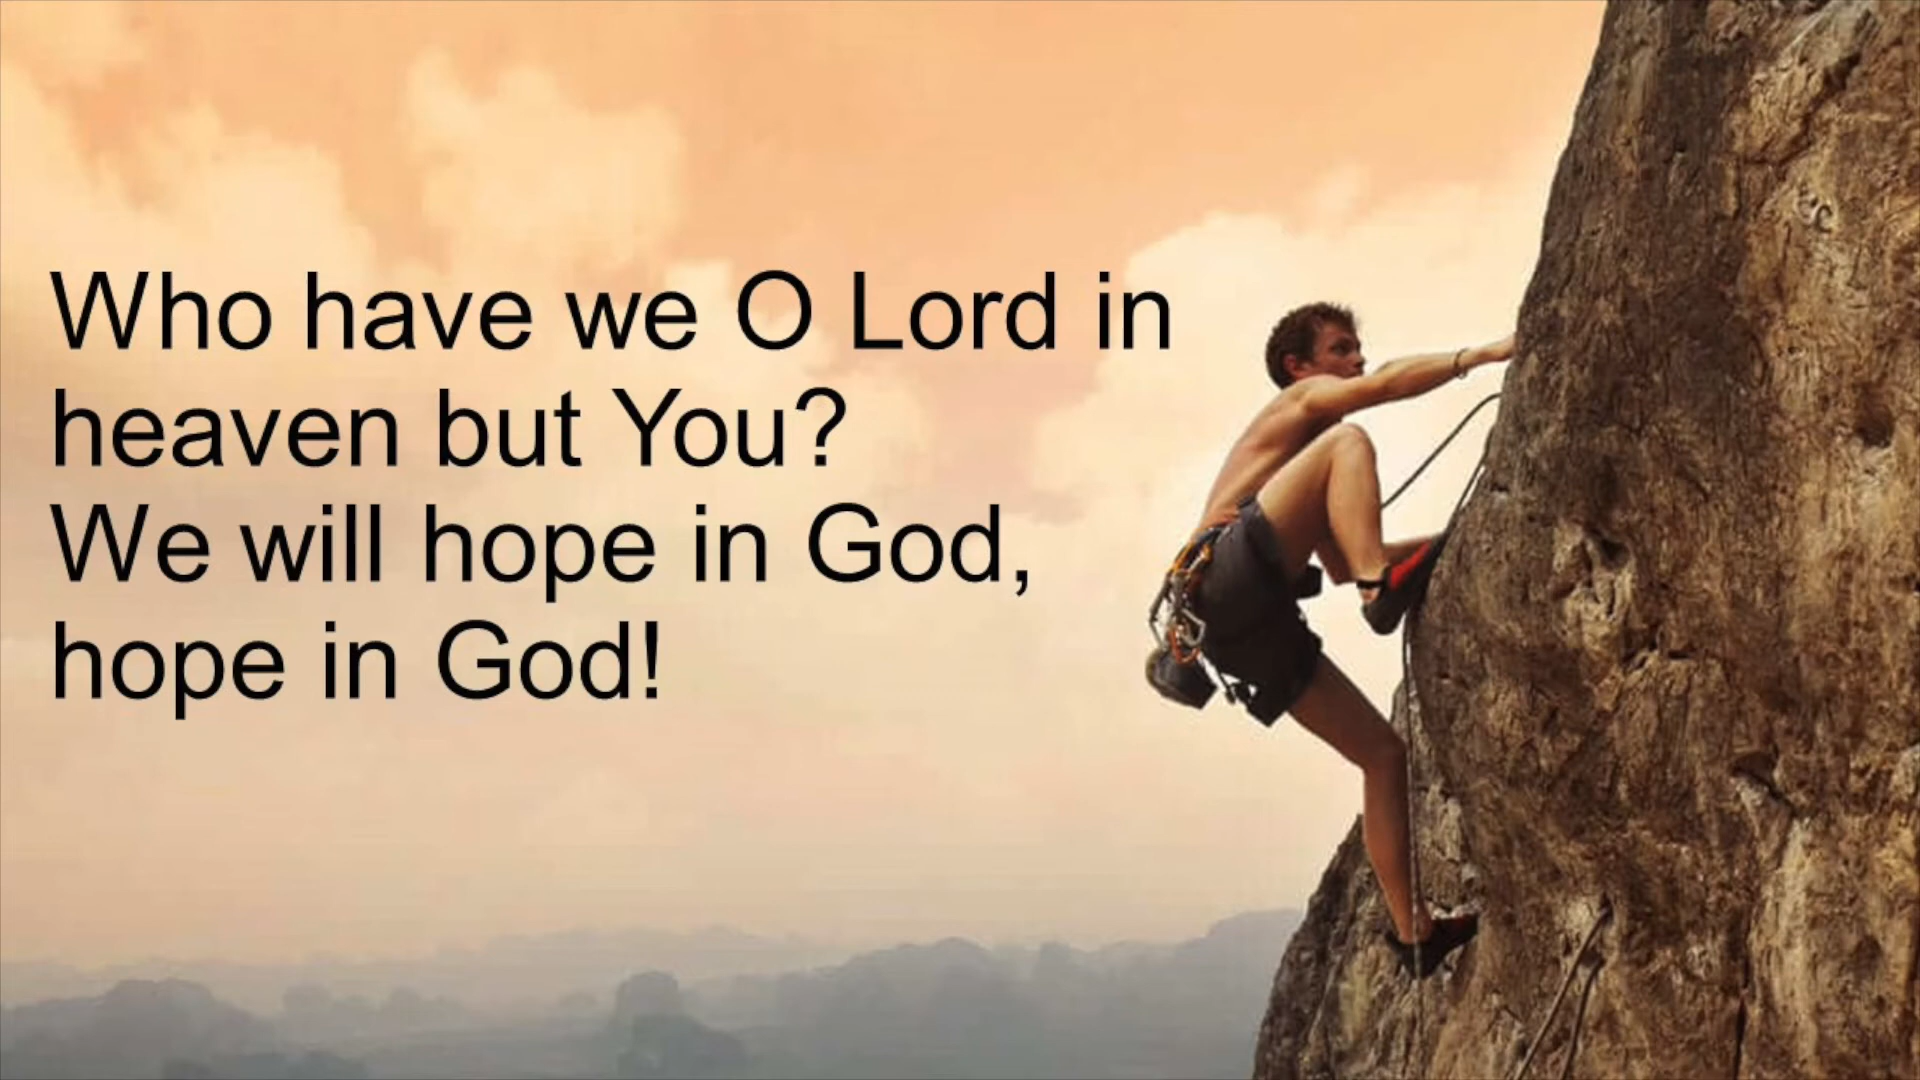 Who have we O Lord in
heaven but You?
We will hope in God,
hope in God!